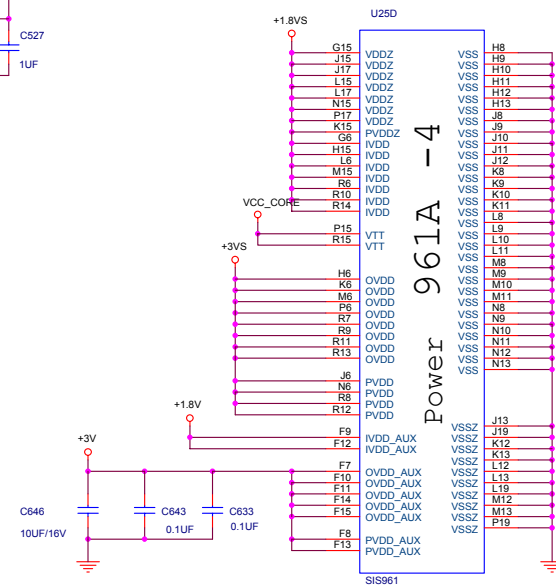 U25D
+1.8VS
C527
1UF
G15 VDDZ VSS H8
J15 VDDZ VSS H9
J17 VDDZ VSS H10
L15 VDDZ VSS H11
L17 VDDZ VSS H12
N15 VDDZ VSS H13
P17 VDDZ VSS J8
K15 PVDDZ VSS J9
G6 IVDD VSS J10
H15 IVDD VSS J11
L6 IVDD VSS J12
M15 IVDD VSS K8
R6 IVDD VSS K9
R10 IVDD VSS K10
R14 IVDD VSS K11
VSS L8
VCC_CORE
P15 VTT VSS L9
R15 VTT VSS L10
VSS L11
+3VS
VSS M8
H6 OVDD VSS M9
K6 OVDD VSS M10
M6 OVDD VSS M11
P6 OVDD VSS N8
R7 OVDD VSS N9
R9 OVDD VSS N10
R11 OVDD VSS N11
R13 OVDD VSS N12
VSS N13
J6 PVDD
N6 PVDD
R8 PVDD
R12 PVDD
Power 961A -4
+1.8V
VSSZ J13
F9 IVDD_AUX VSSZ J19
F12 IVDD_AUX VSSZ K12
+3V
VSSZ K13
F7 OVDD_AUX VSSZ L12
F10 OVDD_AUX VSSZ L13
F11 OVDD_AUX VSSZ L19
F14 OVDD_AUX VSSZ M12
F15 OVDD_AUX VSSZ M13
VSSZ P19
F8 PVDD_AUX
F13 PVDD_AUX
C646
10UF/16V
C643
0.1UF
C633
0.1UF
SIS961